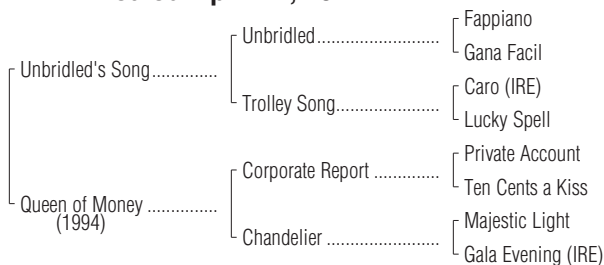 Unbridled's Song..............
Unbridled..........................
Fappiano
Gana Facil
Trolley Song......................
Caro (IRE)
Lucky Spell
Queen of Money ...............
(1994)
Corporate Report ..............
Private Account
Ten Cents a Kiss
Chandelier ........................
Majestic Light
Gala Evening (IRE)